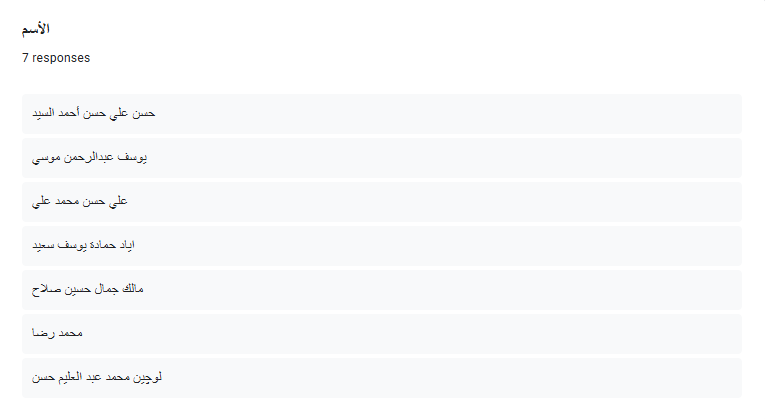 الأسم
7 responses
حسن علي حسن أحمد السيد
يوسف عبدالرحمن موسي
علي حسن محمد علي
اياد حمادة يوسف سعيد
مالك جمال حسين صلاح
محمد رضا
لوچين محمد عبد العليم حسن